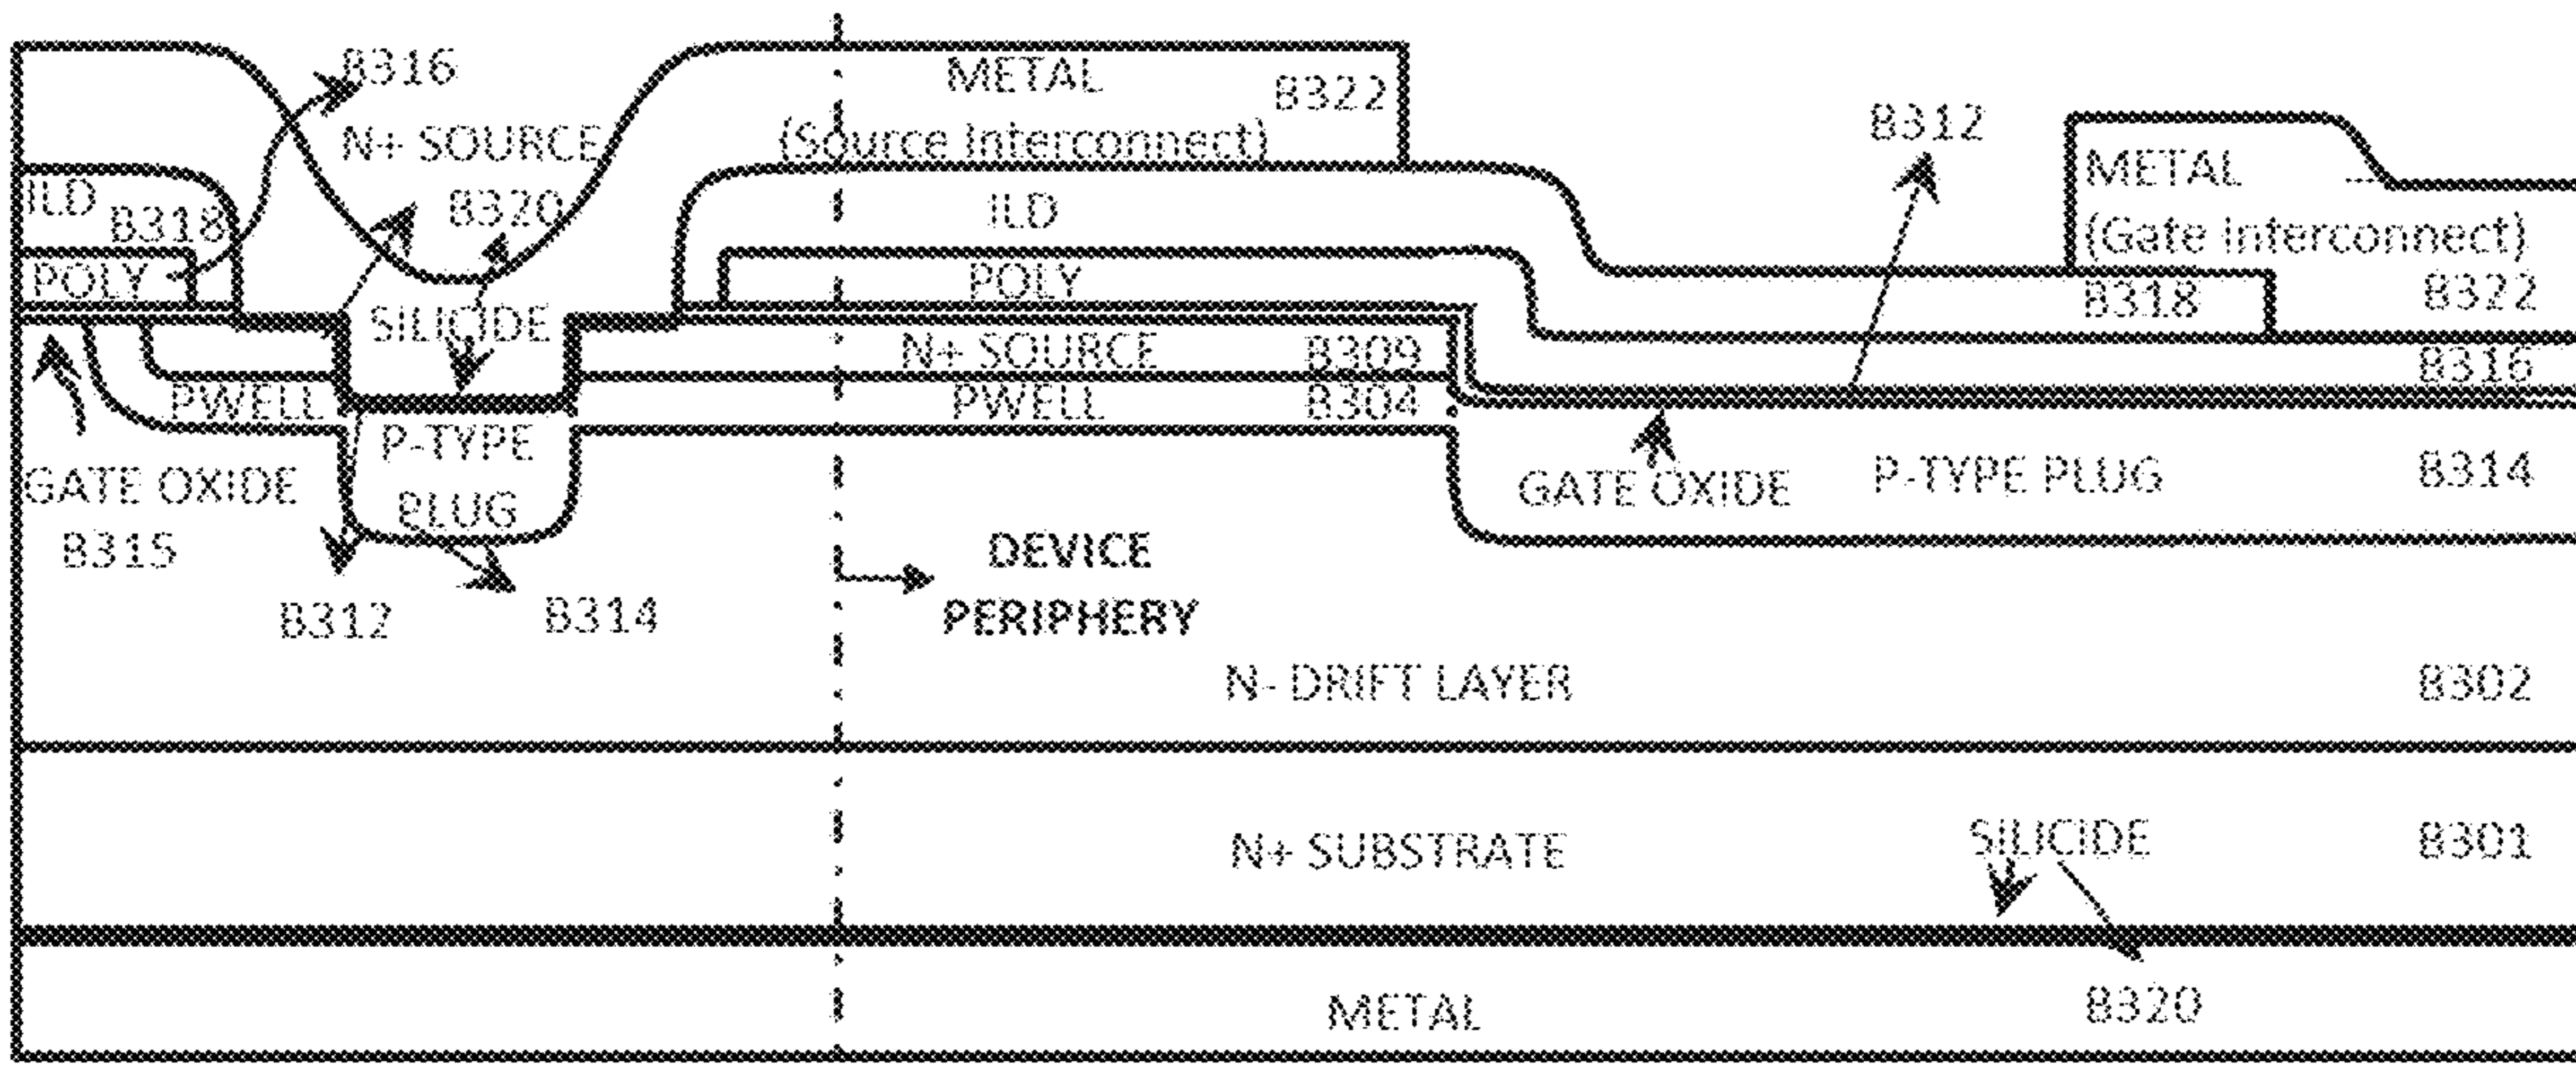 B316
METAL
B322
(Source Interconnect)
B312
N+ SOURCE
METAL
(Gate Interconnect)
ILD
B318
B320
ILD
POLY
POLY
B318
B322
SILICIDE
N+ SOURCE
B309
B316
PWELL
PWELL
B304
P-TYPE
PLUG
GATE OXIDE
B315
GATE OXIDE
P-TYPE PLUG
B314
B312
B314
DEVICE
PERIPHERY
N- DRIFT LAYER
B302
N+ SUBSTRATE
SILICIDE
B301
METAL
B320